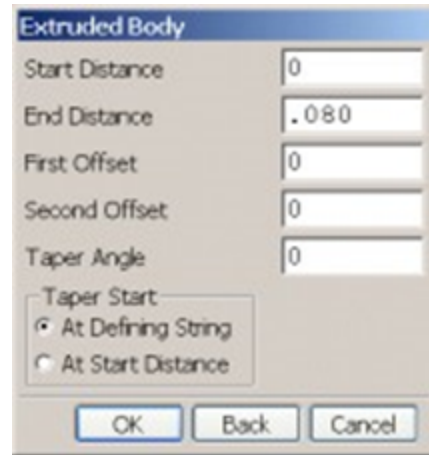 Extruded Body
Start Distance 0
End Distance .080
First Offset 0
Second Offset 0
Taper Angle 0
Taper Start
At Defining String
At Start Distance
OK Back Cancel